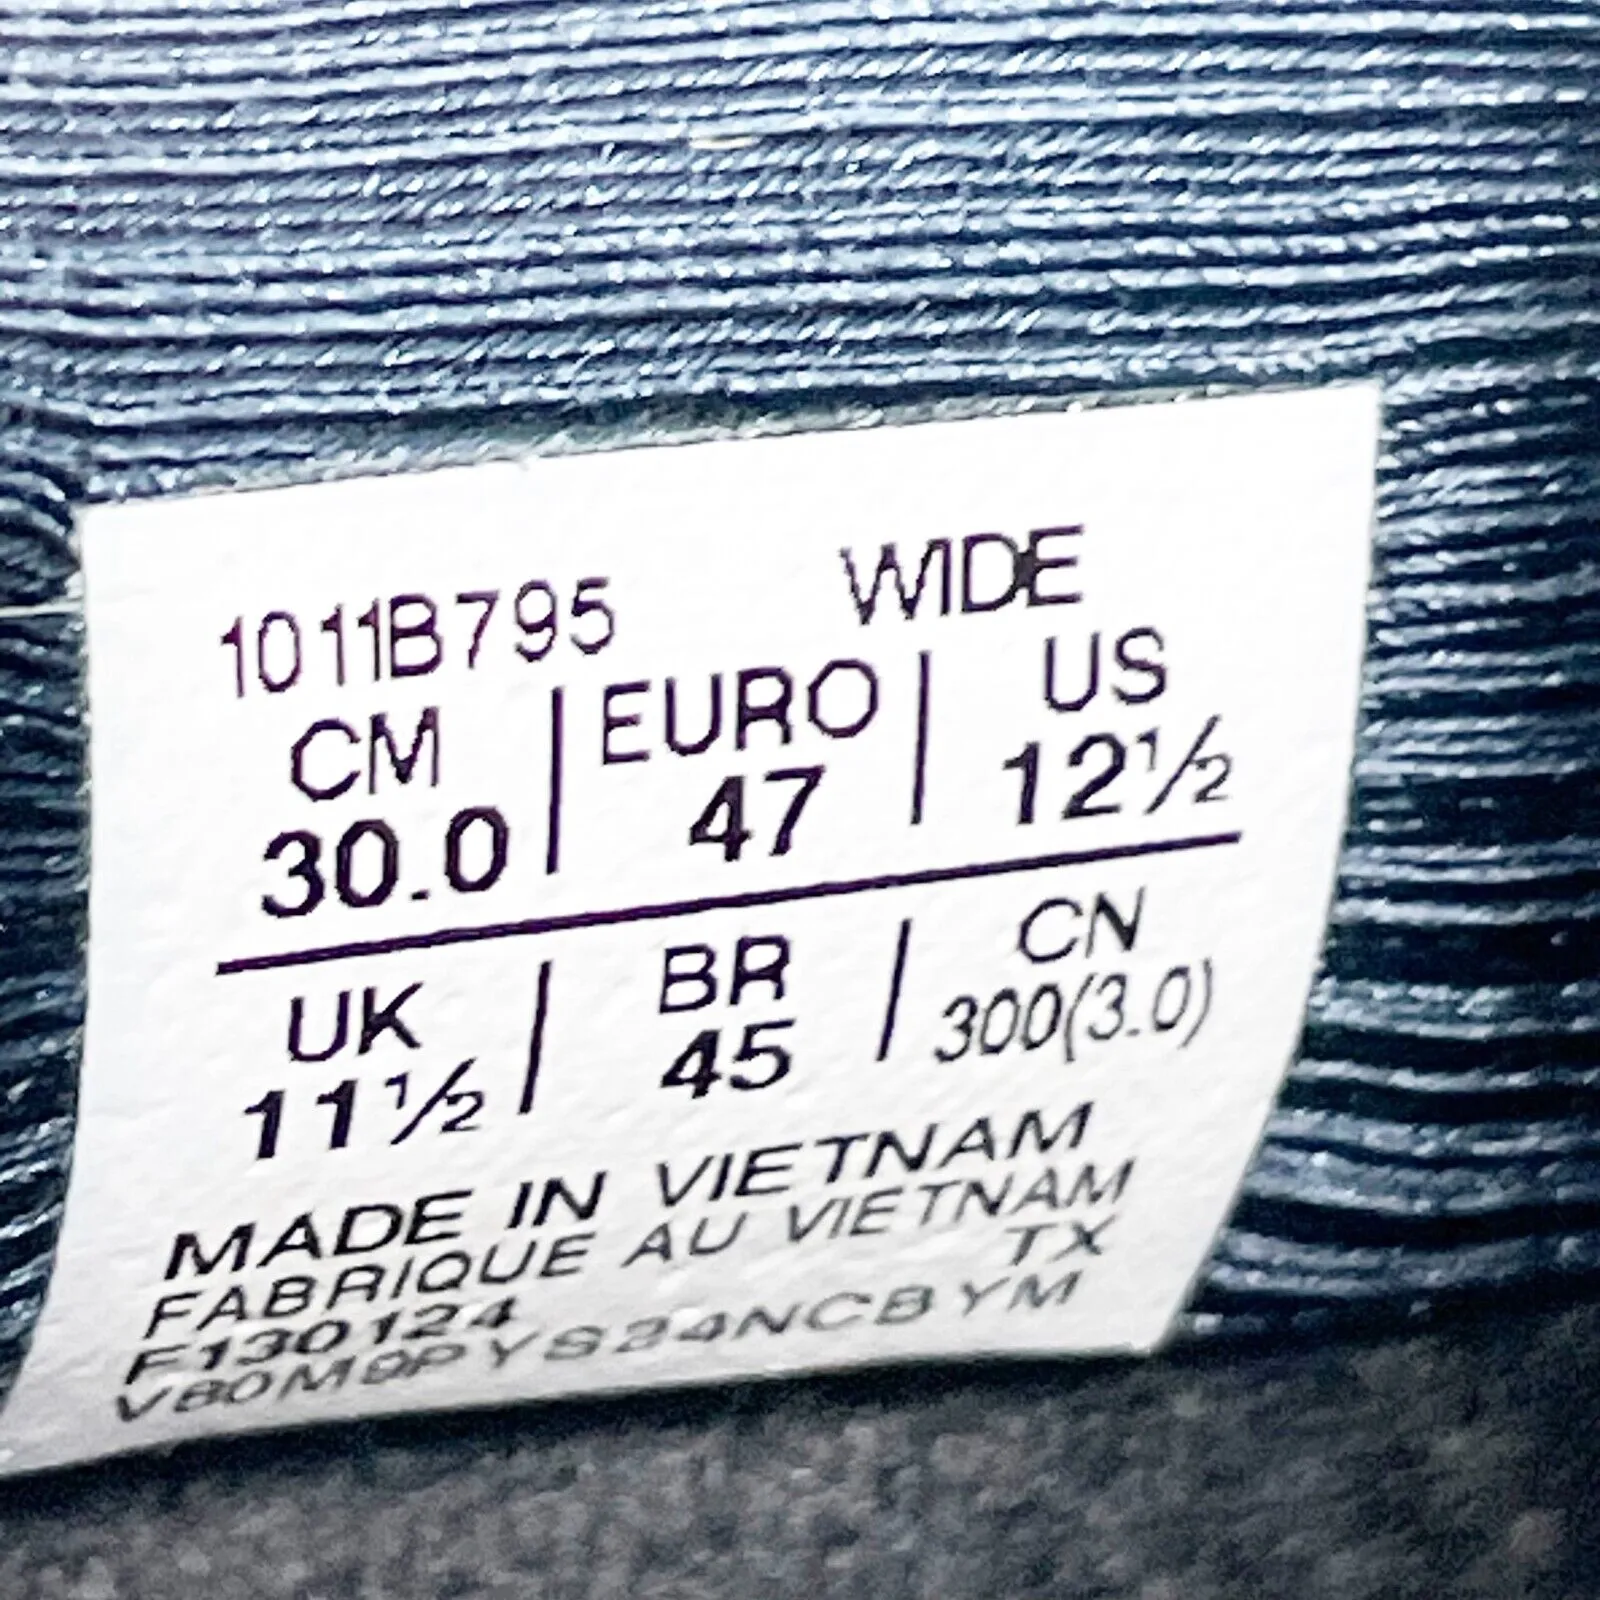 1011B795 WIDE
CM | EURO | US
30.0 | 47 | 12½
UK | BR | CN
11½ | 45 | 300(3.0)
MADE IN VIETNAM
FABRIQUE AU VIETNAM
F130124 TX
V80M9PYS24NCBYM